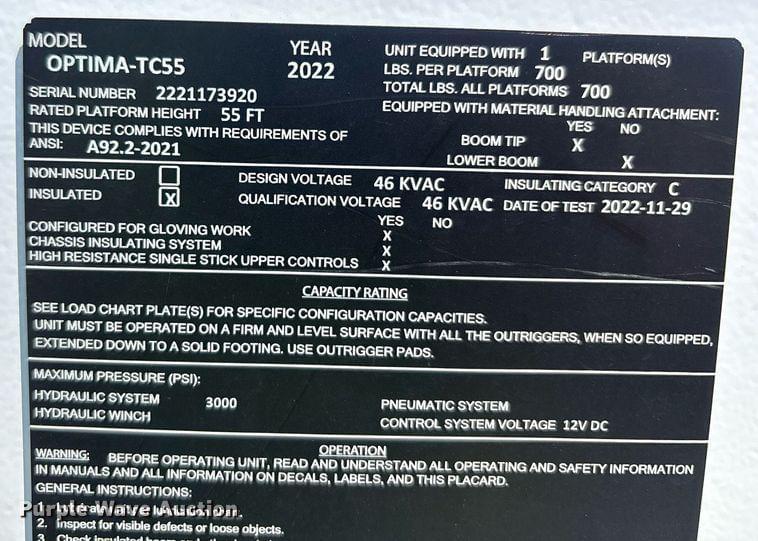 MODEL YEAR UNIT EQUIPPED WITH 1 PLATFORM(S)
OPTIMA-TC55 2022 LBS. PER PLATFORM 700
SERIAL NUMBER 2221173920 TOTAL LBS. ALL PLATFORMS 700
RATED PLATFORM HEIGHT 55 FT EQUIPPED WITH MATERIAL HANDLING ATTACHMENT:
THIS DEVICE COMPLIES WITH REQUIREMENTS OF YES NO
ANSI: A92.2-2021 BOOM TIP X
LOWER BOOM X
NON-INSULATED DESIGN VOLTAGE 46 KVAC INSULATING CATEGORY C
INSULATED X QUALIFICATION VOLTAGE 46 KVAC DATE OF TEST 2022-11-29
YES NO
CONFIGURED FOR GLOVING WORK X
CHASSIS INSULATING SYSTEM X
HIGH RESISTANCE SINGLE STICK UPPER CONTROLS X
CAPACITY RATING
SEE LOAD CHART PLATE(S) FOR SPECIFIC CONFIGURATION CAPACITIES.
UNIT MUST BE OPERATED ON A FIRM AND LEVEL SURFACE WITH ALL THE OUTRIGGERS, WHEN SO EQUIPPED,
EXTENDED DOWN TO A SOLID FOOTING. USE OUTRIGGER PADS.
MAXIMUM PRESSURE (PSI):
HYDRAULIC SYSTEM 3000 PNEUMATIC SYSTEM
HYDRAULIC WINCH CONTROL SYSTEM VOLTAGE 12V DC
OPERATION
WARNING: BEFORE OPERATING UNIT, READ AND UNDERSTAND ALL OPERATING AND SAFETY INFORMATION
IN MANUALS AND ALL INFORMATION ON DECALS, LABELS, AND THIS PLACARD.
GENERAL INSTRUCTIONS:
1.
Purple Wave Auction
2. Inspect for visible defects or loose objects.
3. Check insulated